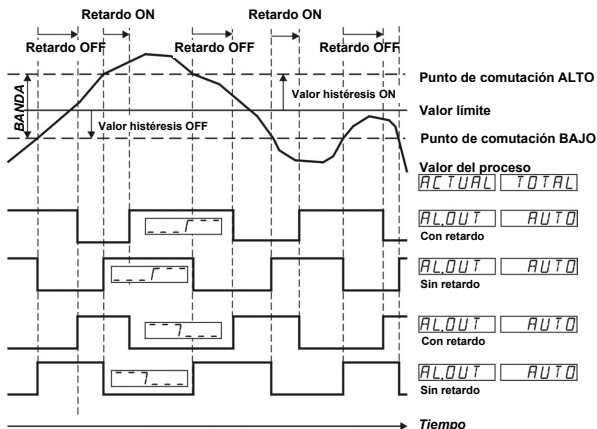 Retardo ON
Retardo ON
Retardo OFF
Retardo OFF
Retardo OFF
Punto de comutación ALTO
BANDA
Valor histéresis ON
Valor límite
Valor histéresis OFF
Punto de comutación BAJO
Valor del proceso
ACTUAL TOTAL
AL.OUT AUTO
Con retardo
AL.OUT AUTO
Sin retardo
AL.OUT AUTO
Con retardo
AL.OUT AUTO
Sin retardo
Tiempo